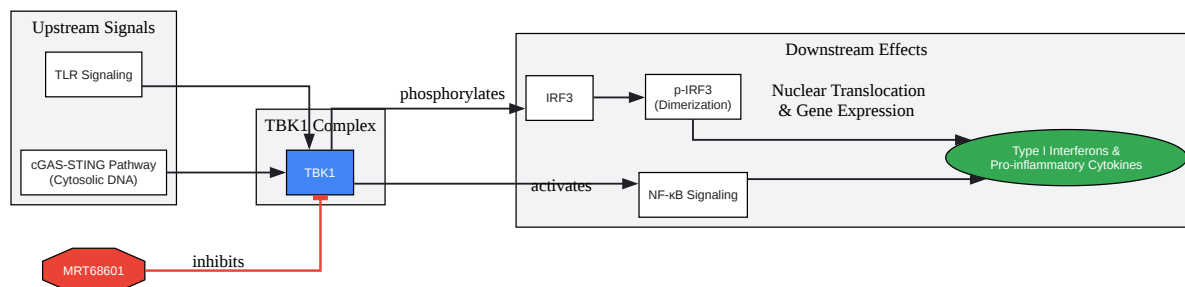 Upstream Signals
TLR Signaling
cGAS-STING Pathway
(Cytosolic DNA)
TBK1 Complex
TBK1
MRT68601
inhibits
phosphorylates
activates
Downstream Effects
IRF3
p-IRF3
(Dimerization)
Nuclear Translocation
& Gene Expression
NF-κB Signaling
Type I Interferons &
Pro-inflammatory Cytokines